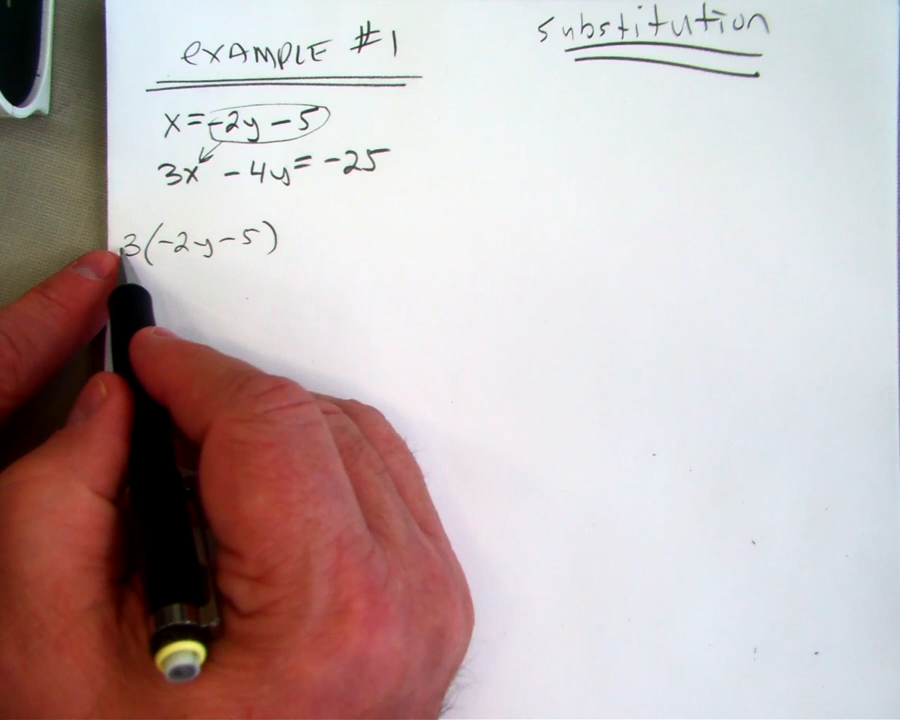 eXAMPLE #1
substitution
x=-2y-5
3x-4y=-25
3(-2y-5)